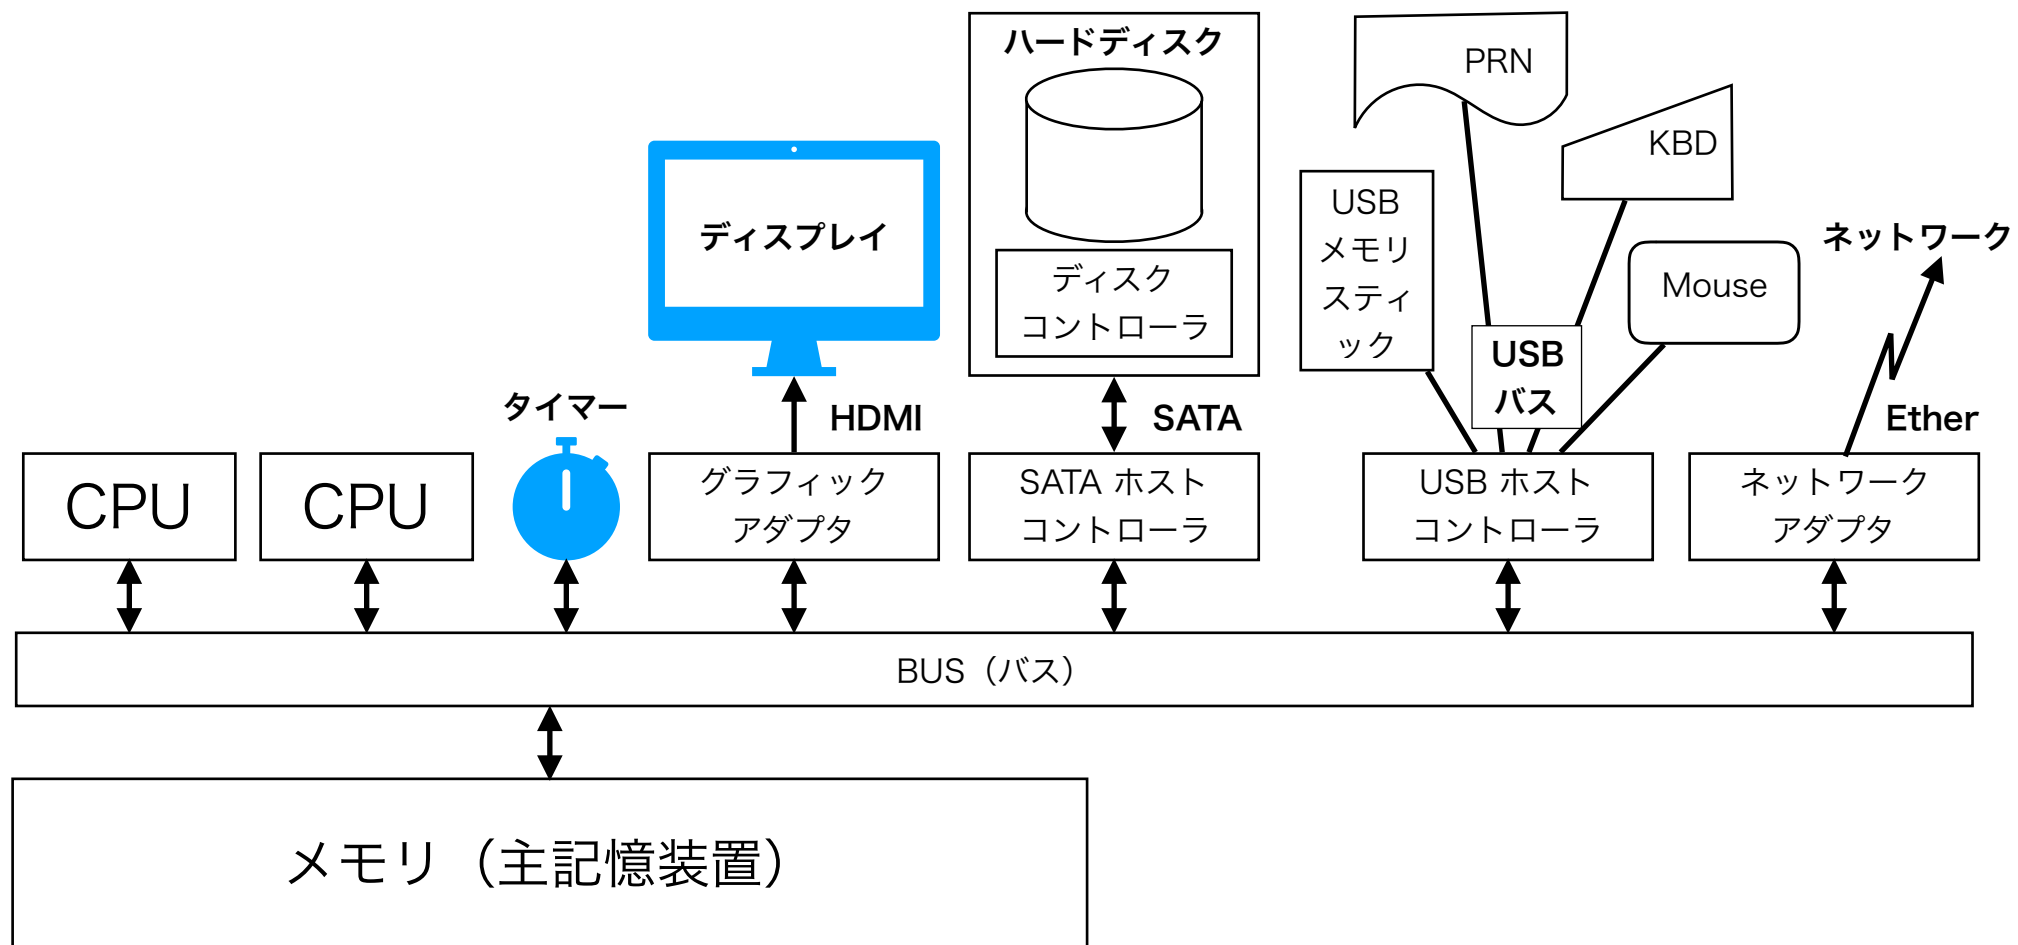 ハードディスク
PRN
KBD
USB
メモリ
スティ
ック
ディスプレイ
ネットワーク
ディスク
コントローラ
Mouse
USB
バス
タイマー
HDMI
SATA
Ether
CPU
CPU
グラフィック
アダプタ
SATA ホスト
コントローラ
USB ホスト
コントローラ
ネットワーク
アダプタ
BUS（バス）
メモリ（主記憶装置）